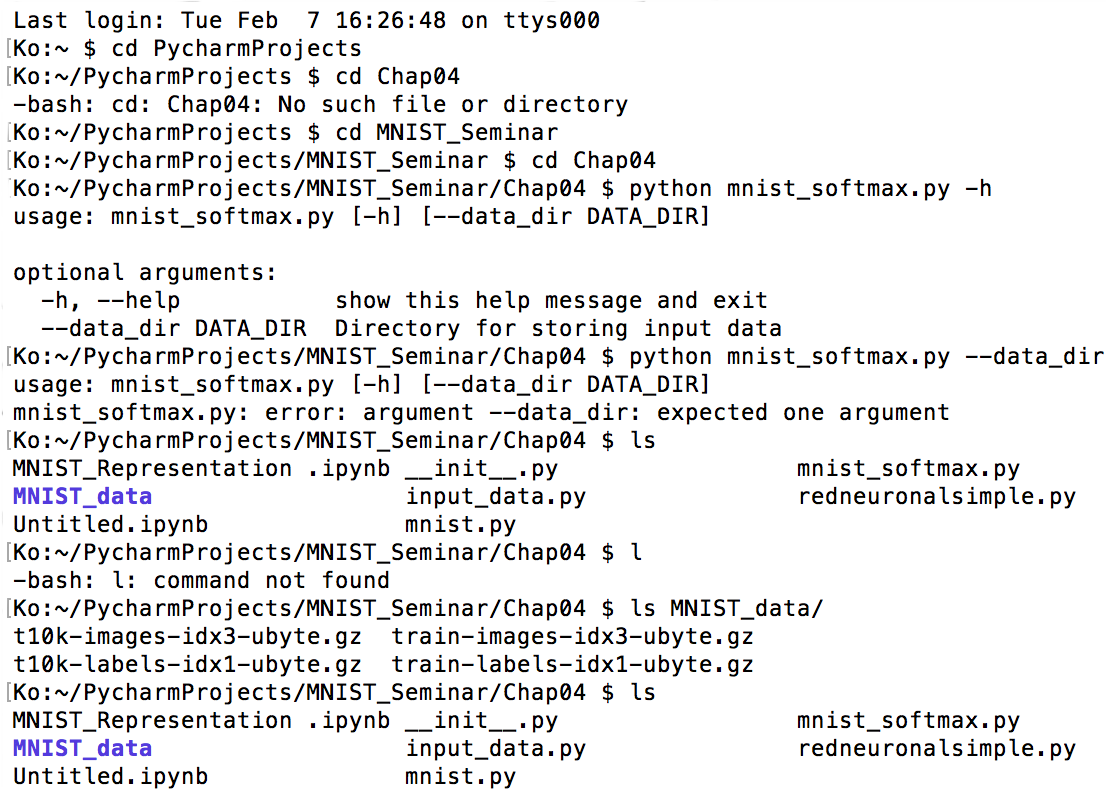 Last login: Tue Feb  7 16:26:48 on ttys000
[Ko:~ $ cd PycharmProjects
[Ko:~/PycharmProjects $ cd Chap04
-bash: cd: Chap04: No such file or directory
[Ko:~/PycharmProjects $ cd MNIST_Seminar
[Ko:~/PycharmProjects/MNIST_Seminar $ cd Chap04
[Ko:~/PycharmProjects/MNIST_Seminar/Chap04 $ python mnist_softmax.py -h
usage: mnist_softmax.py [-h] [--data_dir DATA_DIR]

optional arguments:
  -h, --help           show this help message and exit
  --data_dir DATA_DIR  Directory for storing input data
[Ko:~/PycharmProjects/MNIST_Seminar/Chap04 $ python mnist_softmax.py --data_dir
usage: mnist_softmax.py [-h] [--data_dir DATA_DIR]
mnist_softmax.py: error: argument --data_dir: expected one argument
[Ko:~/PycharmProjects/MNIST_Seminar/Chap04 $ ls
MNIST_Representation .ipynb __init__.py                 mnist_softmax.py
MNIST_data                  input_data.py               redneuronalsimple.py
Untitled.ipynb              mnist.py
[Ko:~/PycharmProjects/MNIST_Seminar/Chap04 $ l
-bash: l: command not found
[Ko:~/PycharmProjects/MNIST_Seminar/Chap04 $ ls MNIST_data/
t10k-images-idx3-ubyte.gz  train-images-idx3-ubyte.gz
t10k-labels-idx1-ubyte.gz  train-labels-idx1-ubyte.gz
[Ko:~/PycharmProjects/MNIST_Seminar/Chap04 $ ls
MNIST_Representation .ipynb __init__.py                 mnist_softmax.py
MNIST_data                  input_data.py               redneuronalsimple.py
Untitled.ipynb              mnist.py